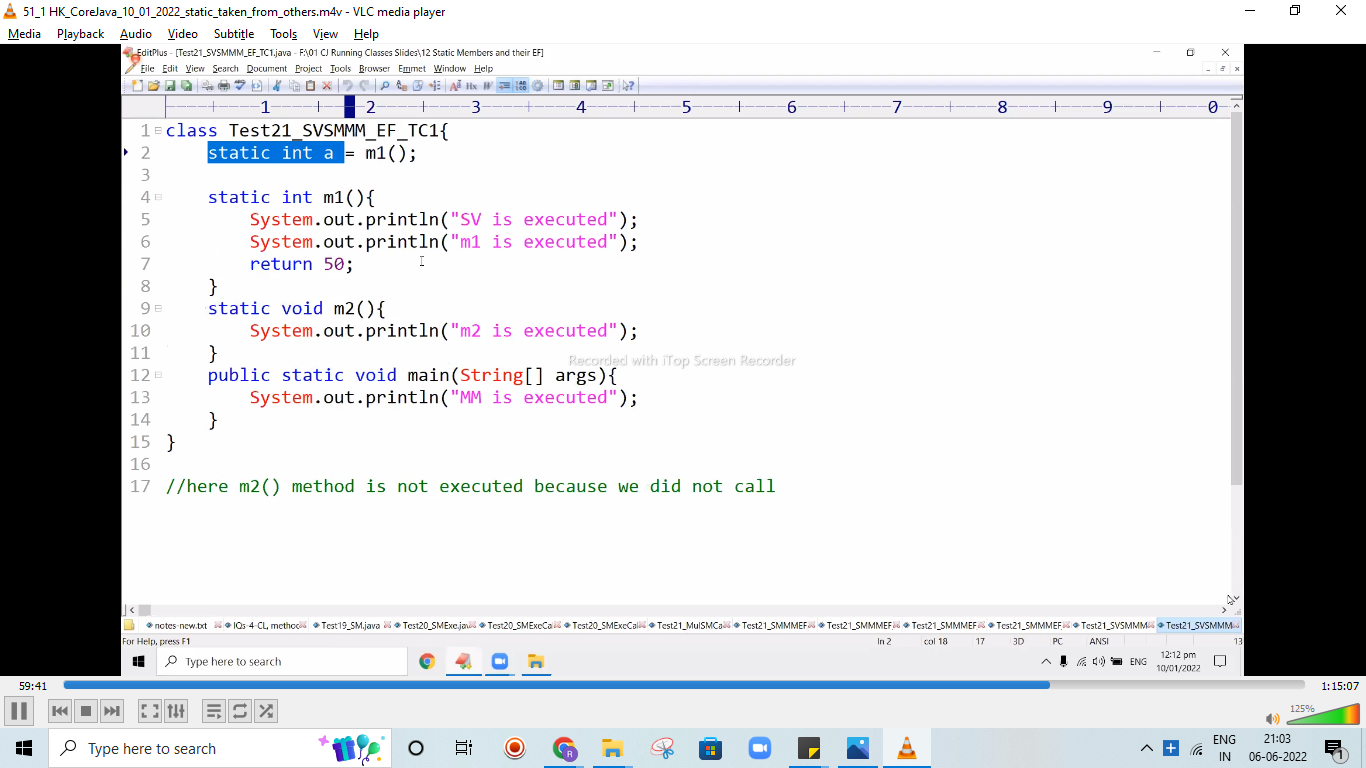 51_1 HK_CoreJava_10_01_2022_static_taken_from_others.m4v - VLC media player
Media Playback Audio Video Subtitle Tools View Help
EditPlus - [Test21_SVSMMM_EF_TC1.java - F:\01 CJ Running Classes Slides\12 Static Members and their EF]
File Edit View Search Document Project Tools Browser Emmet Window Help
1 2 3 4 5 6 7 8 9 0
1 class Test21_SVSMMM_EF_TC1{
2 static int a = m1();
3
4 static int m1(){
5 System.out.println("SV is executed");
6 System.out.println("m1 is executed");
7 return 50;
8 }
9 static void m2(){
10 System.out.println("m2 is executed");
11 }
Recorded with iTop Screen Recorder
12 public static void main(String[] args){
13 System.out.println("MM is executed");
14 }
15 }
16
17 //here m2() method is not executed because we did not call
notes-new.txt IQs-4-CL, method Test19_SM.java Test20_SMExe.jav Test20_SMExeCa Test20_SMExeCal Test21_MulSMCa Test21_SMMMEF Test21_SMMMEF Test21_SMMMEF Test21_SMMMEF_ Test21_SVSMMM Test21_SVSMMM
For Help, press F1 ln 2 col 18 17 3D PC ANSI 13
Type here to search ENG 12:12 pm
10/01/2022
59:41 1:15:07
125%
Type here to search ENG 21:03
IN 06-06-2022 1